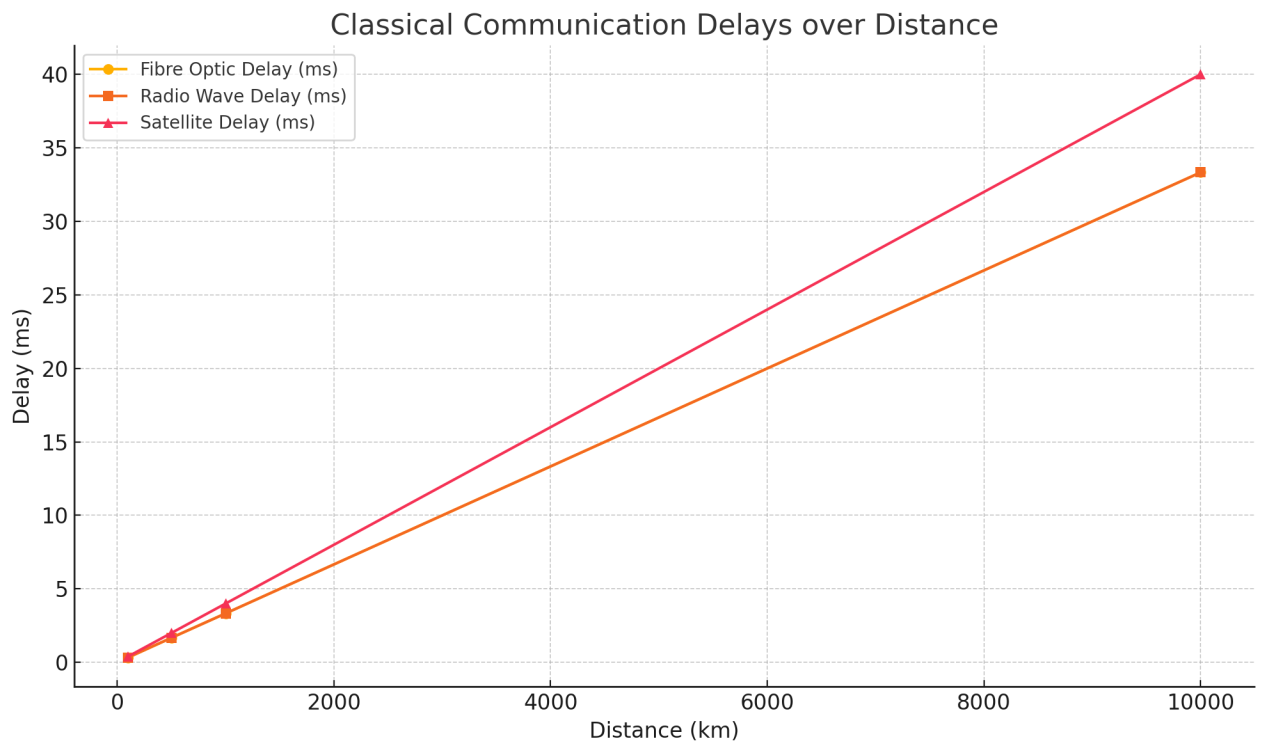 Classical Communication Delays over Distance
Fibre Optic Delay (ms)
Radio Wave Delay (ms)
Satellite Delay (ms)
40
35
30
25
20
15
10
5
0
Delay (ms)
0 2000 4000 6000 8000 10000
Distance (km)